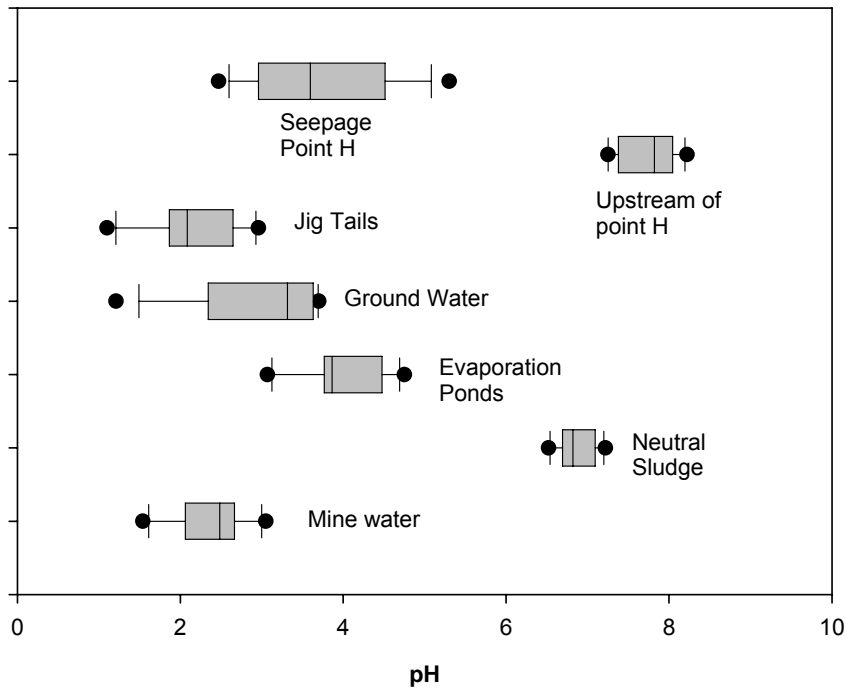 Seepage
Point H
Upstream of
point H
Jig Tails
Ground Water
Evaporation
Ponds
Neutral
Sludge
Mine water
0 2 4 6 8 10
pH